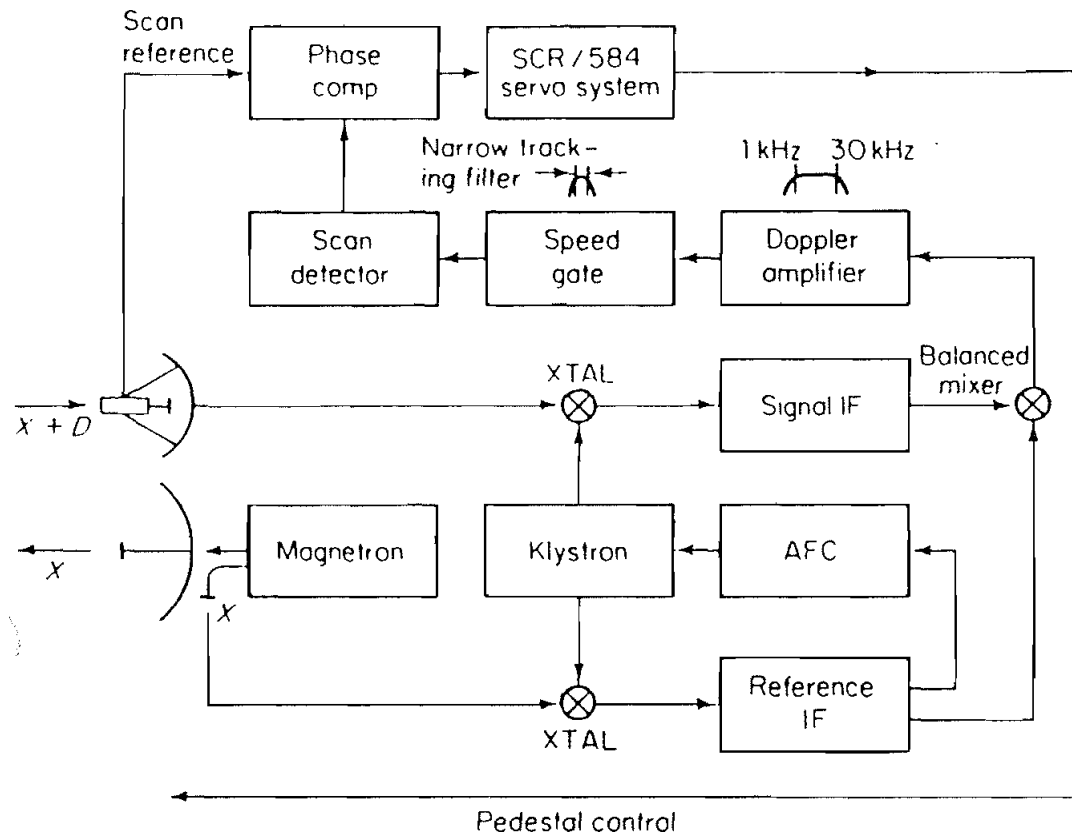 Scan
reference
Phase
comp
SCR/584
servo system
Narrow track-
ing filter
1 kHz
30 kHz
Scan
detector
Speed
gate
Doppler
amplifier
X + D
XTAL
Signal IF
Balanced
mixer
X
Magnetron
Klystron
AFC
X
XTAL
Reference
IF
Pedestal control